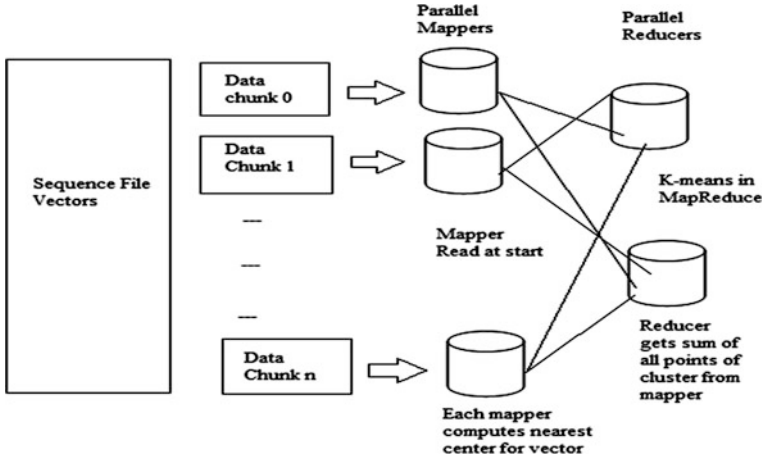 Parallel
Mappers
Parallel
Reducers
Data
chunk 0
Data
Chunk 1
Sequence File
Vectors
K-means in
MapReduce
---
Mapper
Read at start
---
---
Reducer
gets sum of
all points of
cluster from
mapper
Data
Chunk n
Each mapper
computes nearest
center for vector